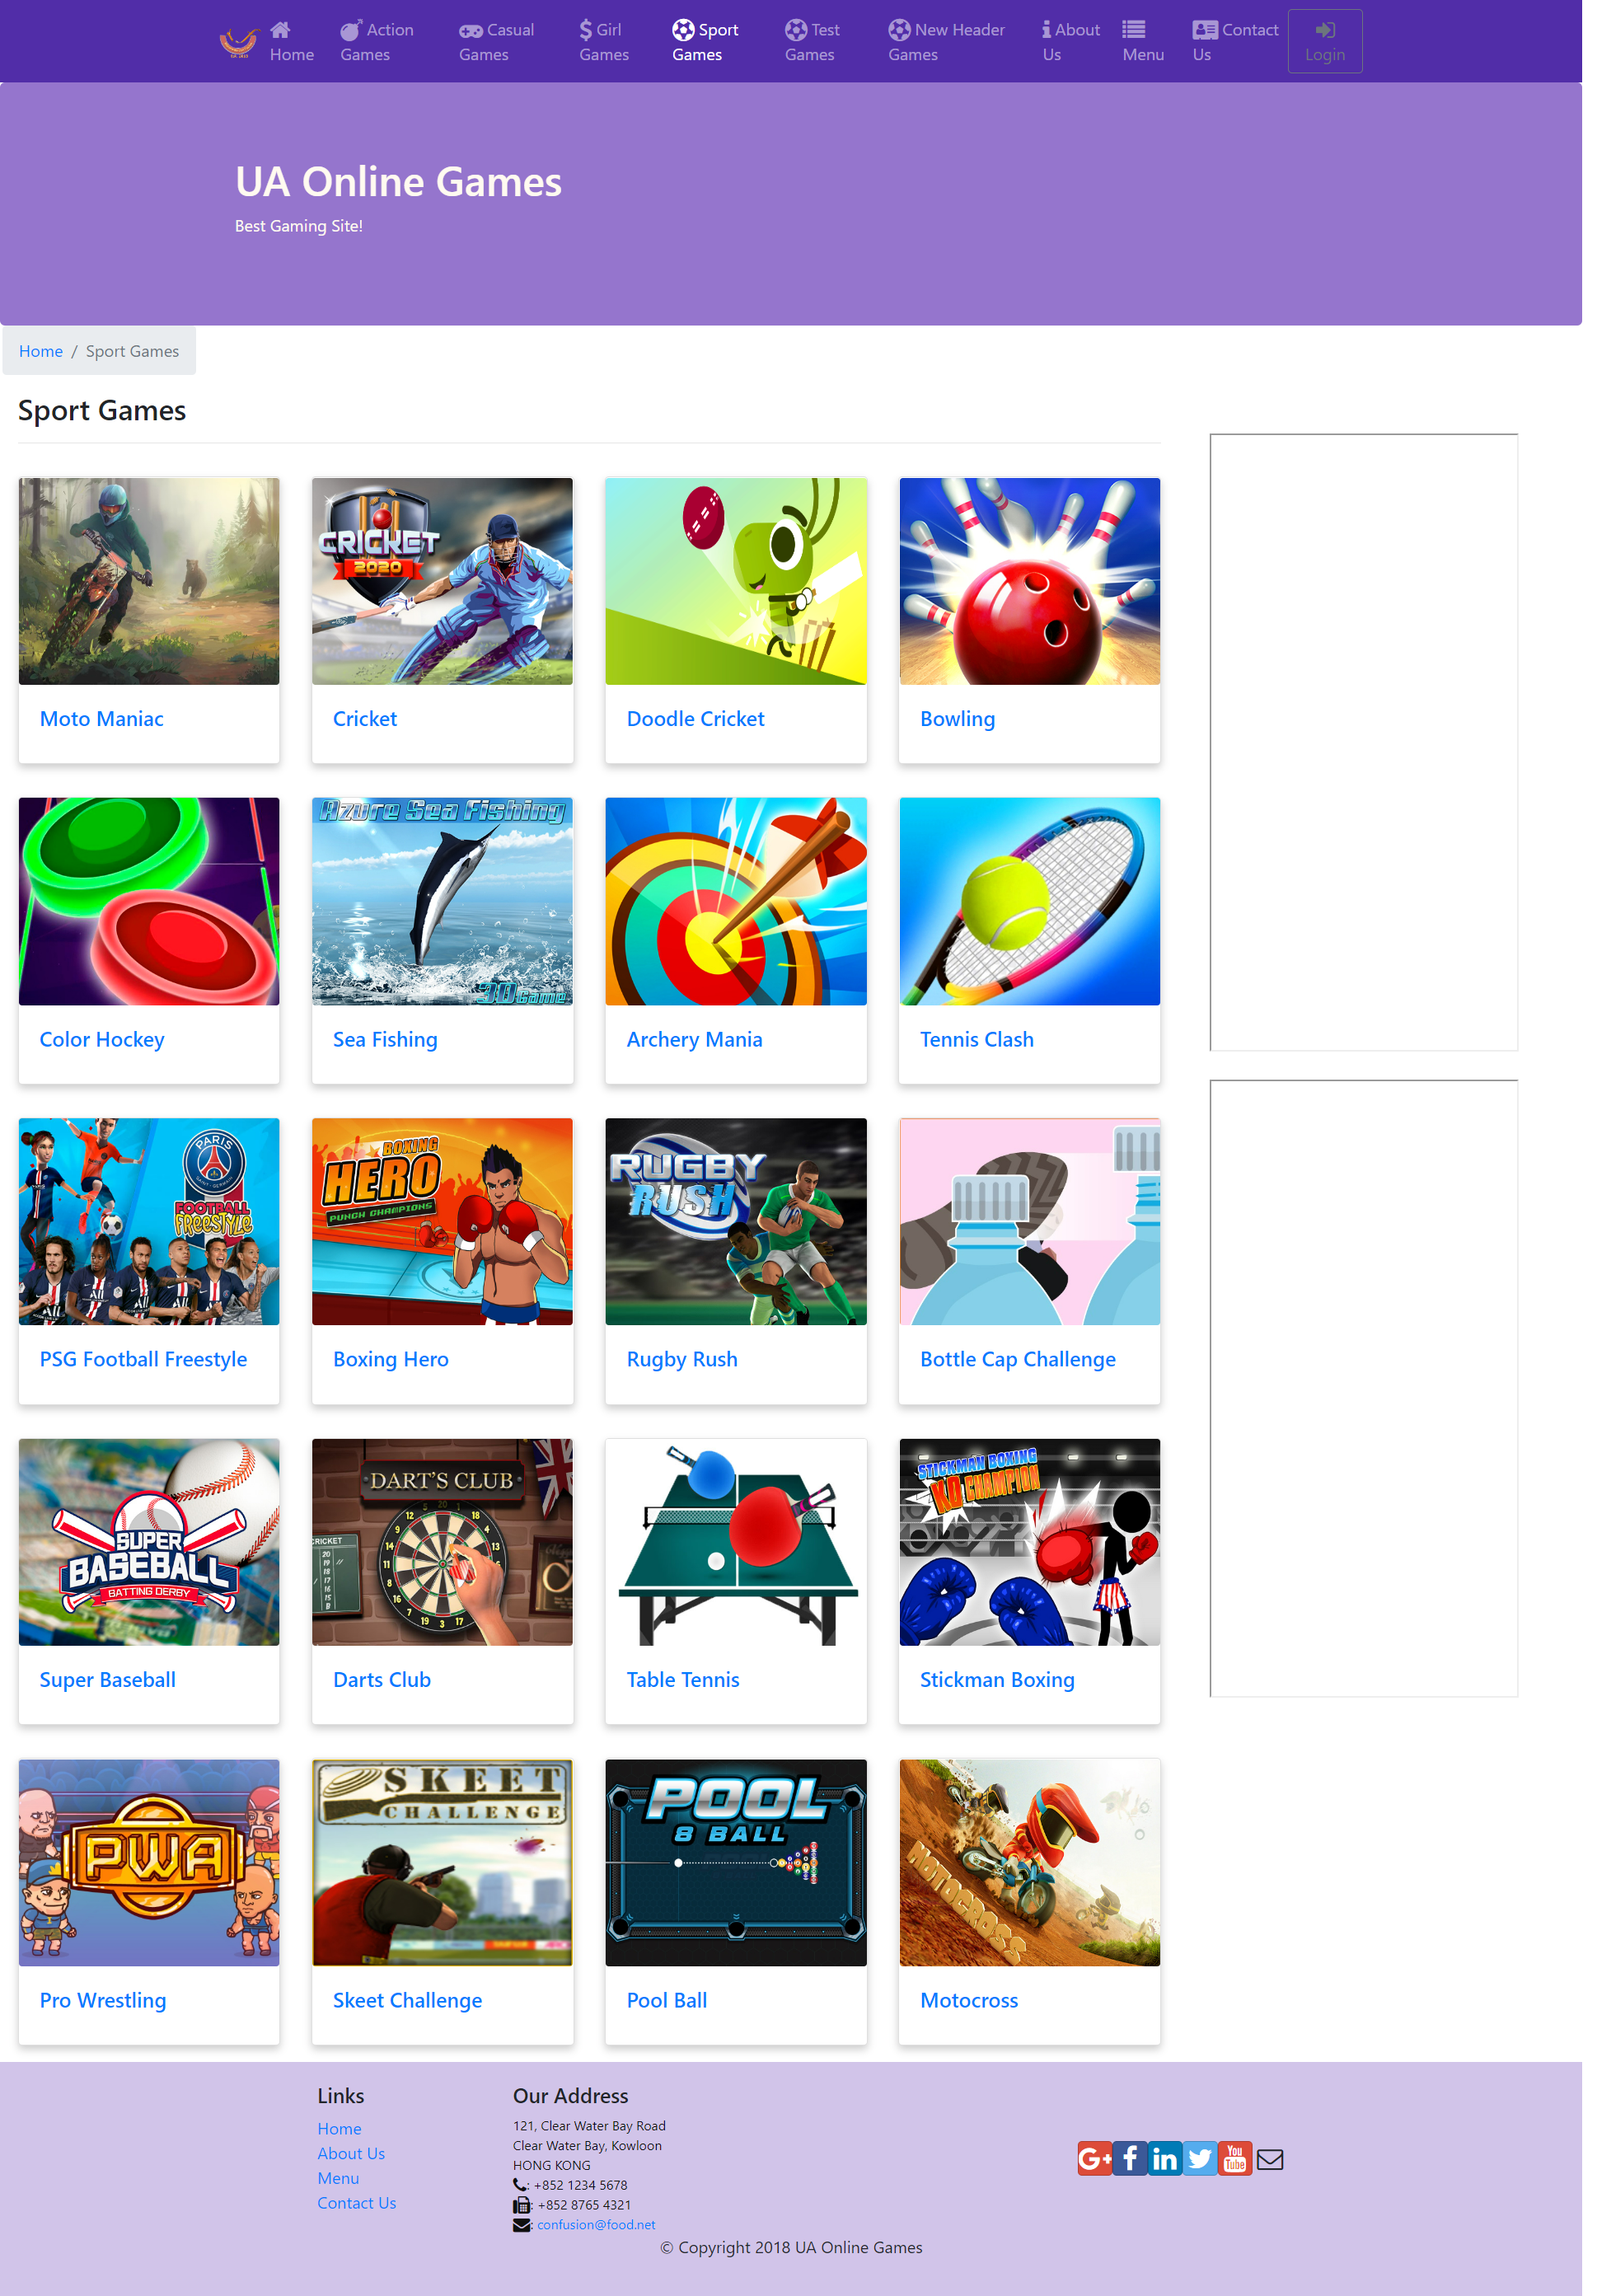 Home
Action Games
Casual Games
Girl Games
Sport Games
Test Games
New Header Games
About Us
Menu
Contact Us
Login
UA Online Games
Best Gaming Site!
Home / Sport Games
Sport Games
CRICKET
2020
Moto Maniac
Cricket
Doodle Cricket
Bowling
Azure Sea Fishing
3D Game
Color Hockey
Sea Fishing
Archery Mania
Tennis Clash
PARIS
SAINT-GERMAIN
FOOTBALL
FREESTYLE
BOXING
HERO
PUNCH CHAMPIONS
RUGBY
RUSH
PSG Football Freestyle
Boxing Hero
Rugby Rush
Bottle Cap Challenge
SUPER
BASEBALL
BATTING DERBY
DART'S CLUB
CRICKET
STICKMAN BOXING
KO CHAMPION
Super Baseball
Darts Club
Table Tennis
Stickman Boxing
PWA
SKEET
CHALLENGE
POOL
8 BALL
MOTOCROSS
Pro Wrestling
Skeet Challenge
Pool Ball
Motocross
Links
Home
About Us
Menu
Contact Us
Our Address
121, Clear Water Bay Road
Clear Water Bay, Kowloon
HONG KONG
: +852 1234 5678
: +852 8765 4321
: confusion@food.net
You
Tube
© Copyright 2018 UA Online Games